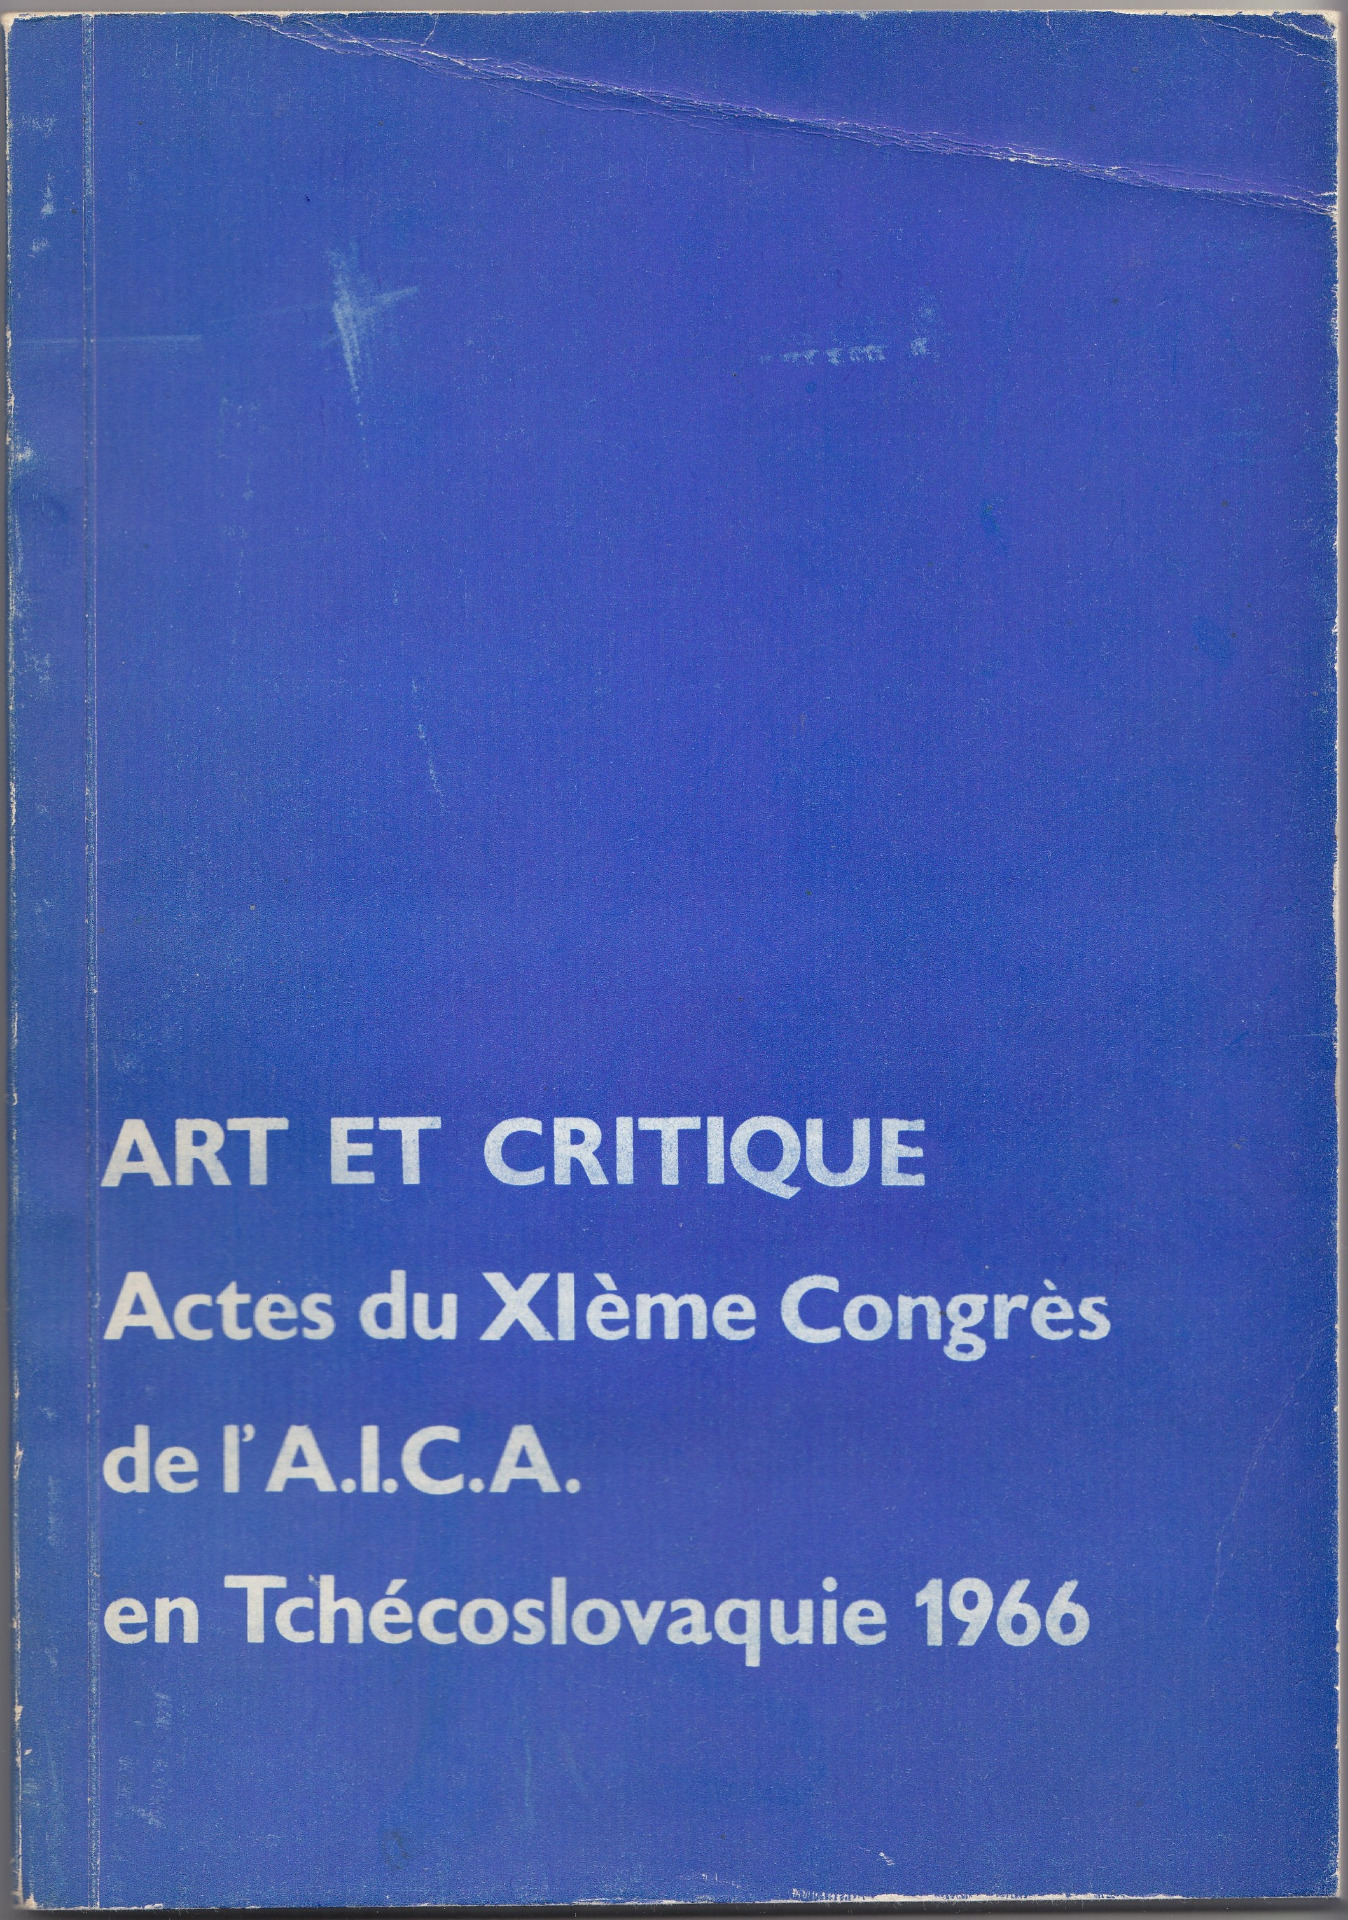 ART ET CRITIQUE
Actes du XIème Congrès
de l'A.I.C.A.
en Tchécoslovaquie 1966